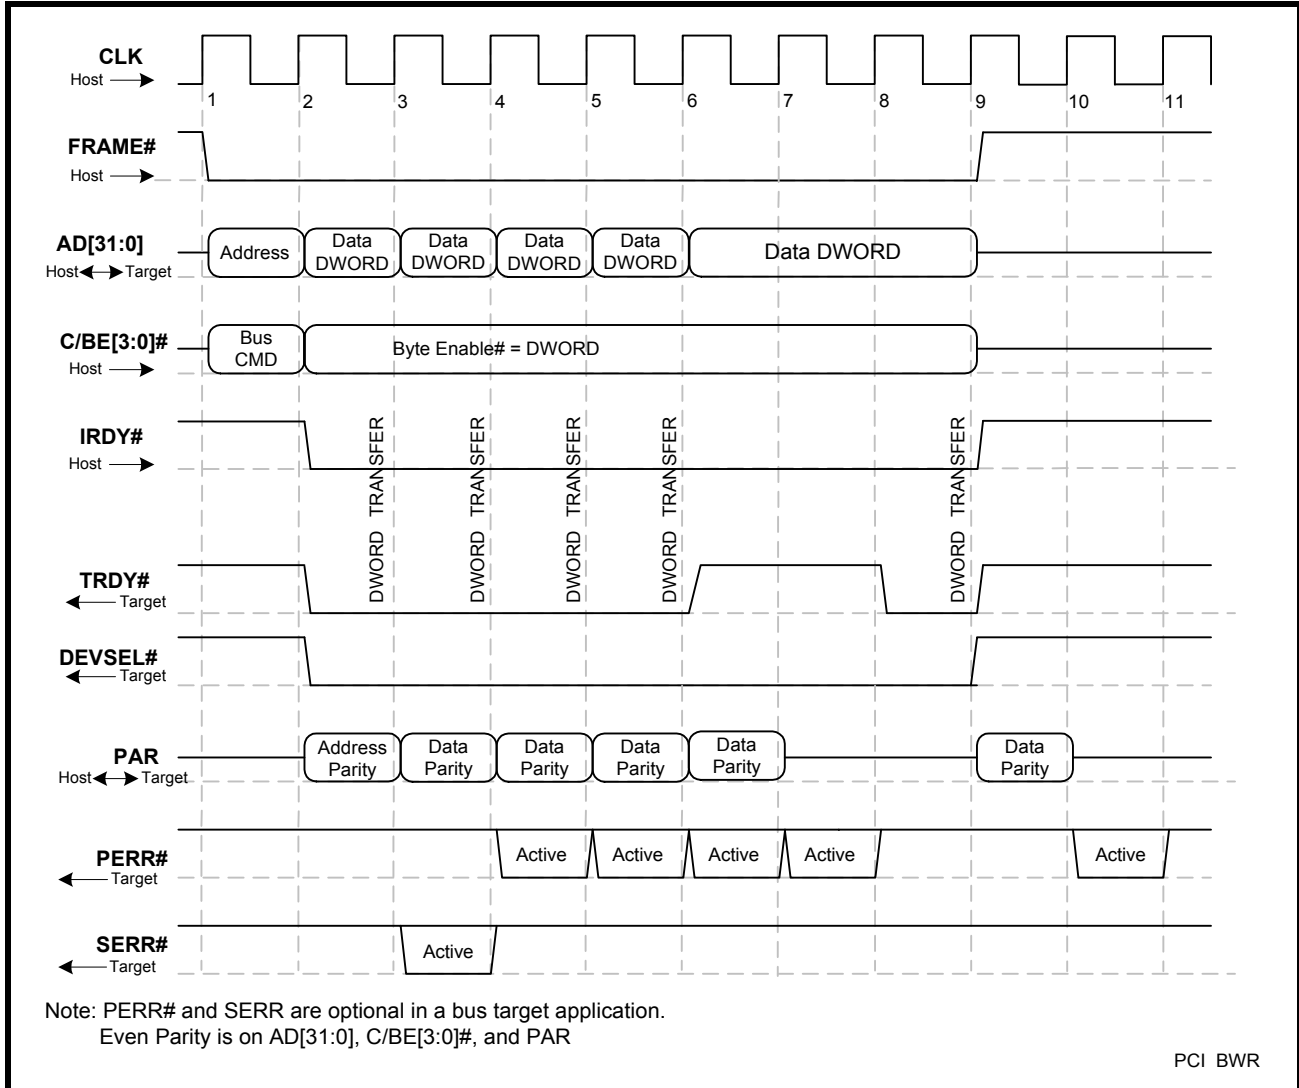 CLK
Host
1 2 3 4 5 6 7 8 9 10 11
FRAME#
Host
AD[31:0]
Host Target
Address
Data
DWORD
Data
DWORD
Data
DWORD
Data
DWORD
Data DWORD
C/BE[3:0]#
Host
Bus
CMD
Byte Enable# = DWORD
IRDY#
Host
DWORD TRANSFER
DWORD TRANSFER
DWORD TRANSFER
DWORD TRANSFER
DWORD TRANSFER
TRDY#
Target
DEVSEL#
Target
PAR
Host Target
Address
Parity
Data
Parity
Data
Parity
Data
Parity
Data
Parity
Data
Parity
PERR#
Target
Active
Active
Active
Active
Active
SERR#
Target
Active
Note: PERR# and SERR are optional in a bus target application.
Even Parity is on AD[31:0], C/BE[3:0]#, and PAR
PCI BWR